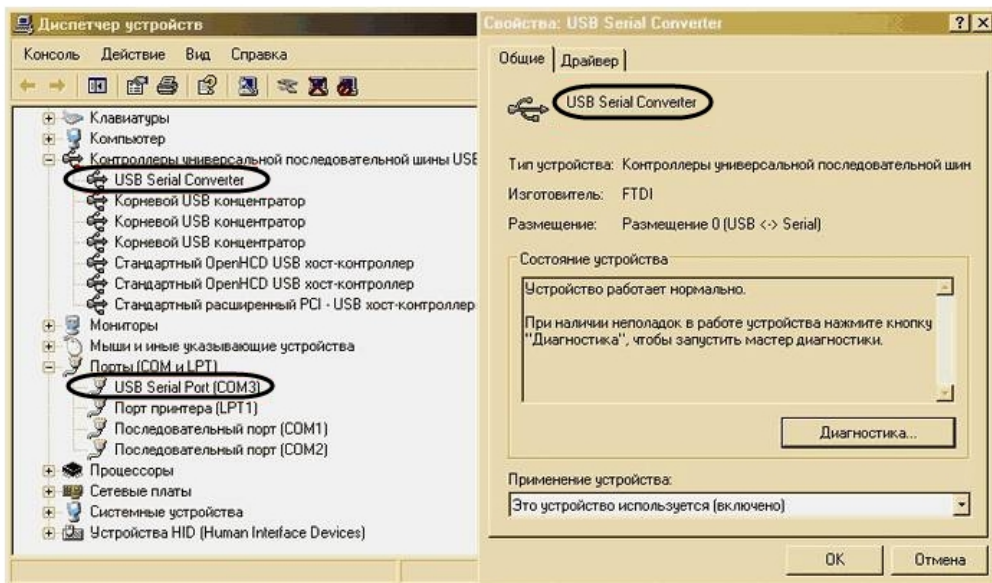 Диспетчер устройств
Консоль Действие Вид Справка
Клавиатуры
Компьютер
Контроллеры универсальной последовательной шины USB
USB Serial Converter
Корневой USB концентратор
Корневой USB концентратор
Корневой USB концентратор
Стандартный OpenHCD USB хост-контроллер
Стандартный OpenHCD USB хост-контроллер
Стандартный расширенный PCI - USB хост-контроллер
Мониторы
Мыши и иные указывающие устройства
Порты (COM и LPT)
USB Serial Port (COM3)
Порт принтера (LPT1)
Последовательный порт (COM1)
Последовательный порт (COM2)
Процессоры
Сетевые платы
Системные устройства
Устройства HID (Human Interface Devices)
Свойства: USB Serial Converter
Общие Драйвер
USB Serial Converter
Тип устройства: Контроллеры универсальной последовательной шин
Изготовитель: FTDI
Размещение: Размещение 0 (USB <-> Serial)
Состояние устройства
Устройство работает нормально.
При наличии неполадок в работе устройства нажмите кнопку
"Диагностика", чтобы запустить мастер диагностики.
Диагностика...
Применение устройства:
Это устройство используется (включено)
OK Отмена